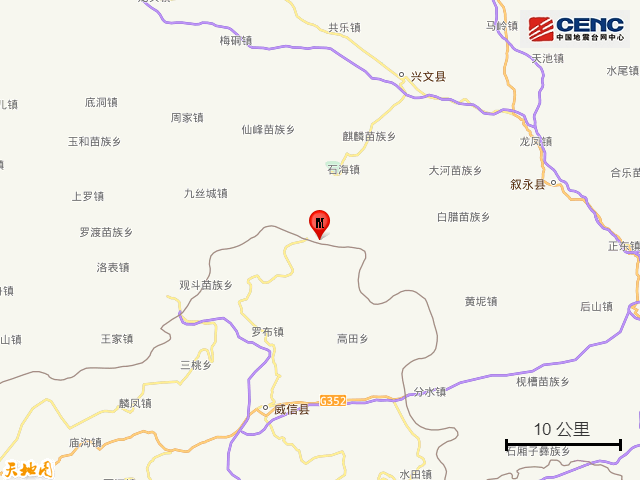 共乐镇
马岭镇
CENC
中国地震台网中心
梅硐镇
天池镇
水尾镇
兴文县
底洞镇
周家镇
仙峰苗族乡
麒麟苗族乡
玉和苗族乡
龙凤镇
石海镇
大河苗族乡
合乐苗
叙永县
上罗镇
九丝城镇
白腊苗族乡
M
罗渡苗族乡
正东镇
洛表镇
观斗苗族乡
黄坭镇
后山镇
王家镇
罗布镇
高田乡
三桃乡
枧槽苗族乡
分水镇
麟凤镇
G352
威信县
10 公里
庙沟镇
石厢子彝族乡
天地图
水田镇